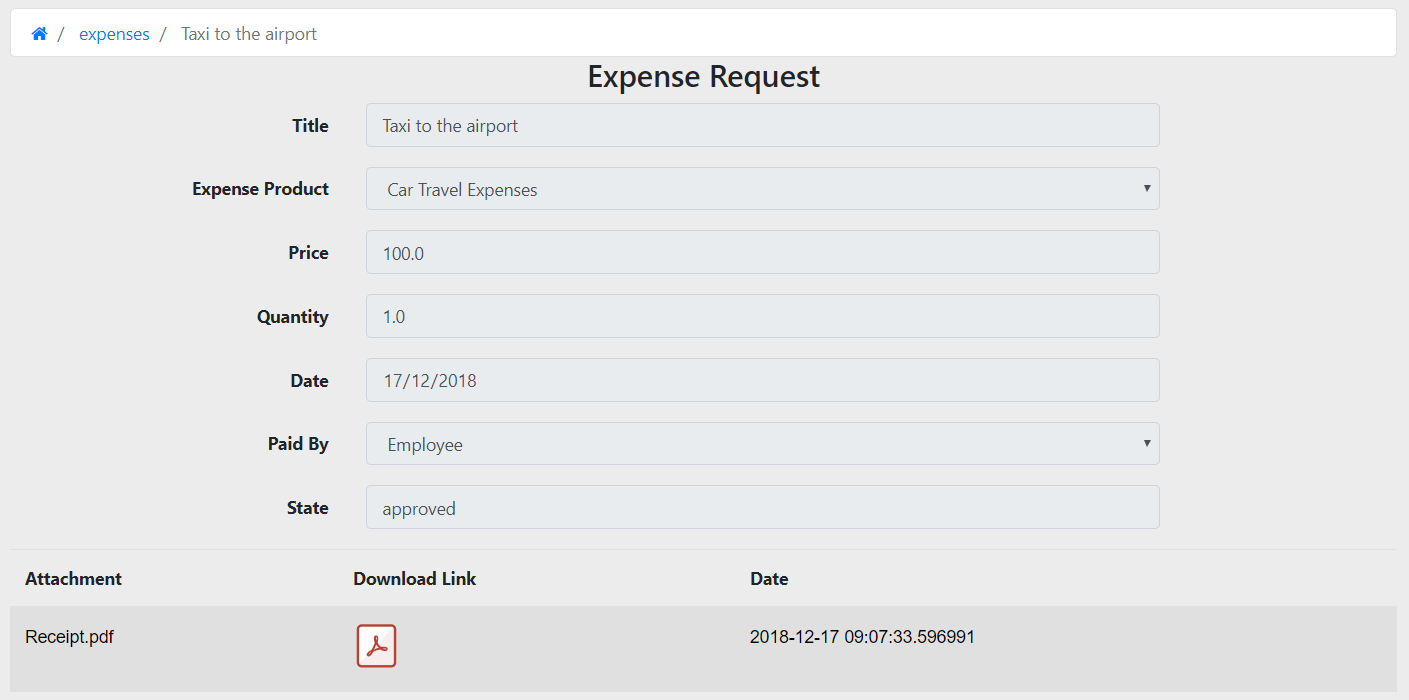 / expenses / Taxi to the airport
Expense Request
Title Taxi to the airport
Expense Product Car Travel Expenses
Price 100.0
Quantity 1.0
Date 17/12/2018
Paid By Employee
State approved
Attachment Download Link Date
Receipt.pdf 2018-12-17 09:07:33.596991